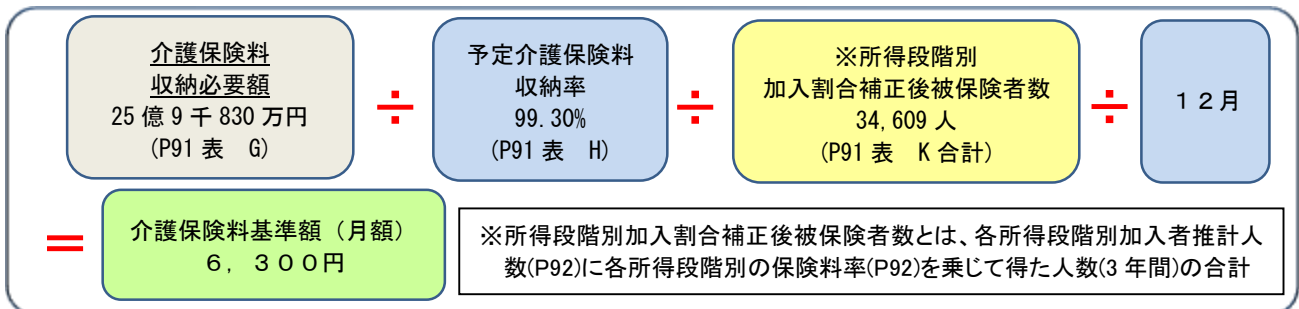 介護保険料
収納必要額
25億9千830万円
(P91表　G)
÷
予定介護保険料
収納率
99.30%
(P91表　H)
÷
※所得段階別
加入割合補正後被保険者数
34,609人
(P91表　K合計)
÷
１２月
＝
介護保険料基準額（月額）
６，３００円
※所得段階別加入割合補正後被保険者数とは、各所得段階別加入者推計人
数(P92)に各所得段階別の保険料率(P92)を乗じて得た人数(3年間)の合計